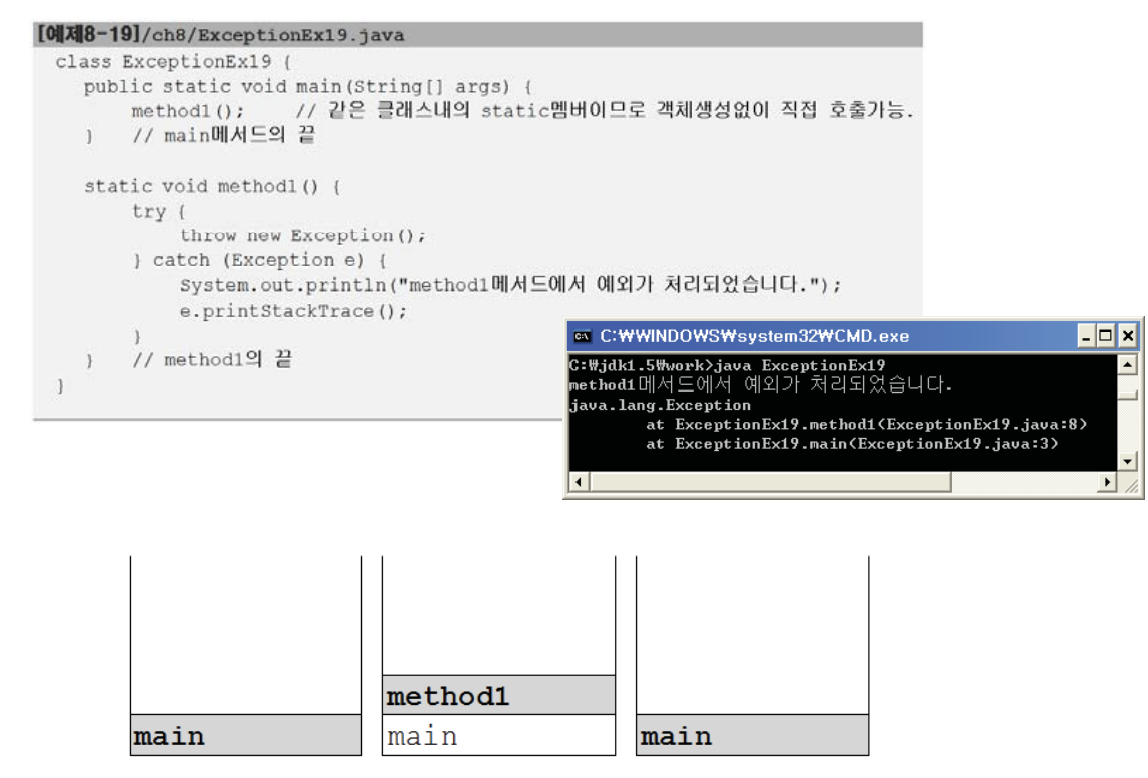 [예제8-19]/ch8/ExceptionEx19.java
class ExceptionEx19 {
public static void main(String[] args) {
method1(); // 같은 클래스내의 static멤버이므로 객체생성없이 직접 호출가능.
} // main메서드의 끝
static void method1() {
try {
throw new Exception();
} catch (Exception e) {
System.out.println("method1메서드에서 예외가 처리되었습니다.");
e.printStackTrace();
}
} // method1의 끝
}
C:\WINDOWS\system32\CMD.exe
C:\jdk1.5\work>java ExceptionEx19
method1메서드에서 예외가 처리되었습니다.
java.lang.Exception
at ExceptionEx19.method1(ExceptionEx19.java:8)
at ExceptionEx19.main(ExceptionEx19.java:3)
main
method1
main
main